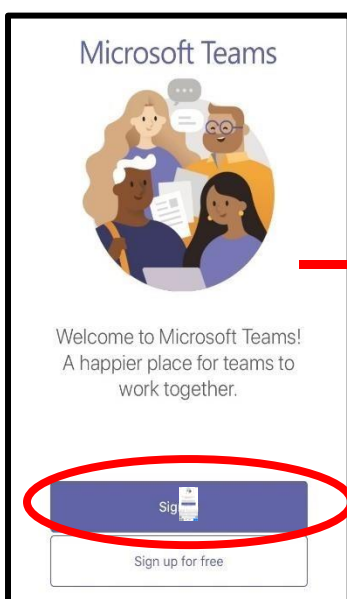 Microsoft Teams
Welcome to Microsoft Teams!
A happier place for teams to
work together.
Sig
Sign up for free